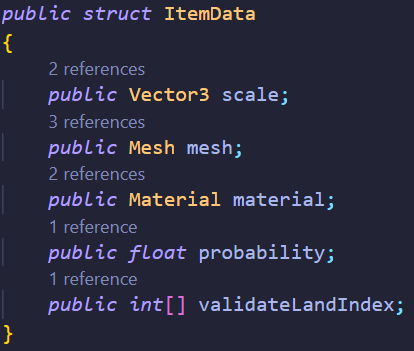 public struct ItemData
{
2 references
public Vector3 scale;
3 references
public Mesh mesh;
2 references
public Material material;
1 reference
public float probability;
1 reference
public int[] validateLandIndex;
}